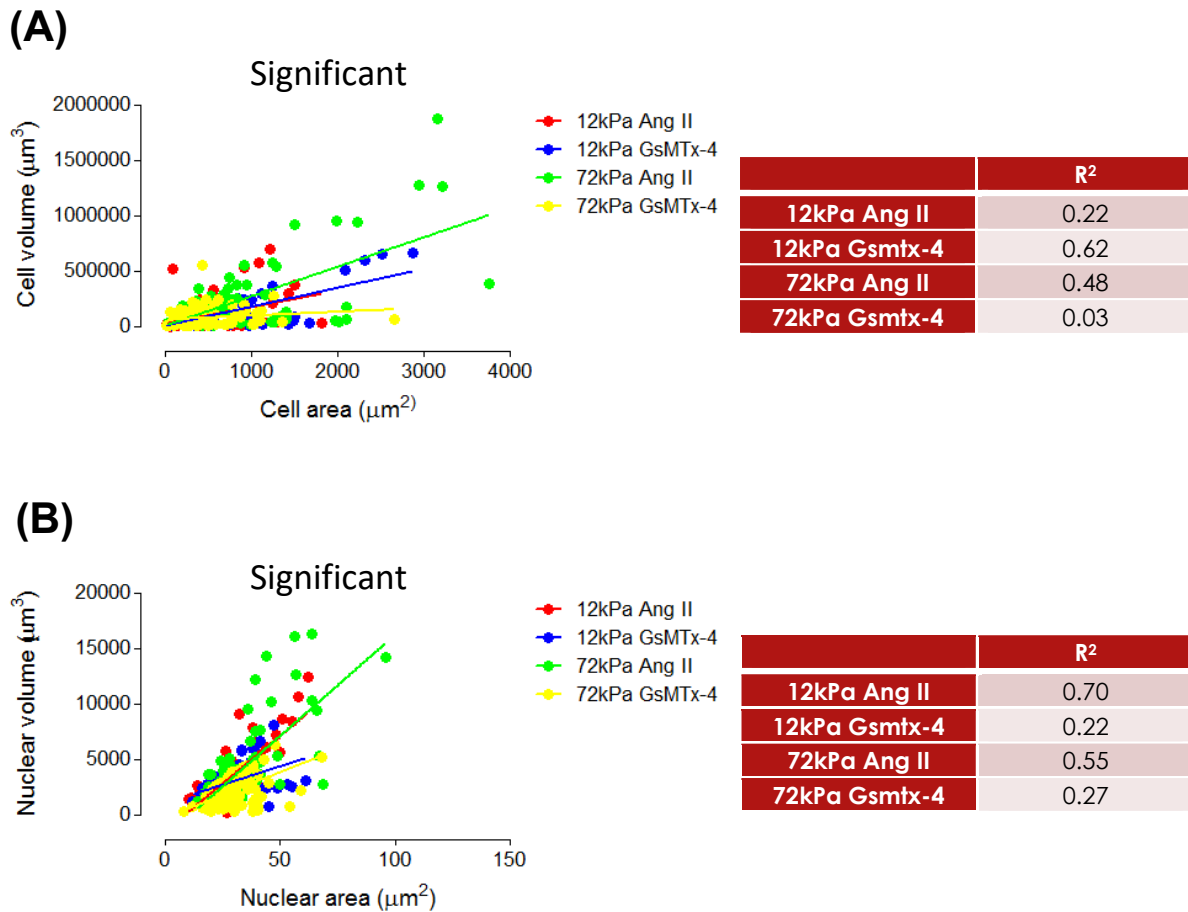 (A)
Significant
2000000
1500000
1000000
500000
0
Cell volume (μm³)
0 1000 2000 3000 4000
Cell area (μm²)
12kPa Ang II
12kPa GsMTx-4
72kPa Ang II
72kPa GsMTx-4
R²
12kPa Ang II 0.22
12kPa Gsmtx-4 0.62
72kPa Ang II 0.48
72kPa Gsmtx-4 0.03
(B)
Significant
20000
15000
10000
5000
0
Nuclear volume (μm³)
0 50 100 150
Nuclear area (μm²)
12kPa Ang II
12kPa GsMTx-4
72kPa Ang II
72kPa GsMTx-4
R²
12kPa Ang II 0.70
12kPa Gsmtx-4 0.22
72kPa Ang II 0.55
72kPa Gsmtx-4 0.27